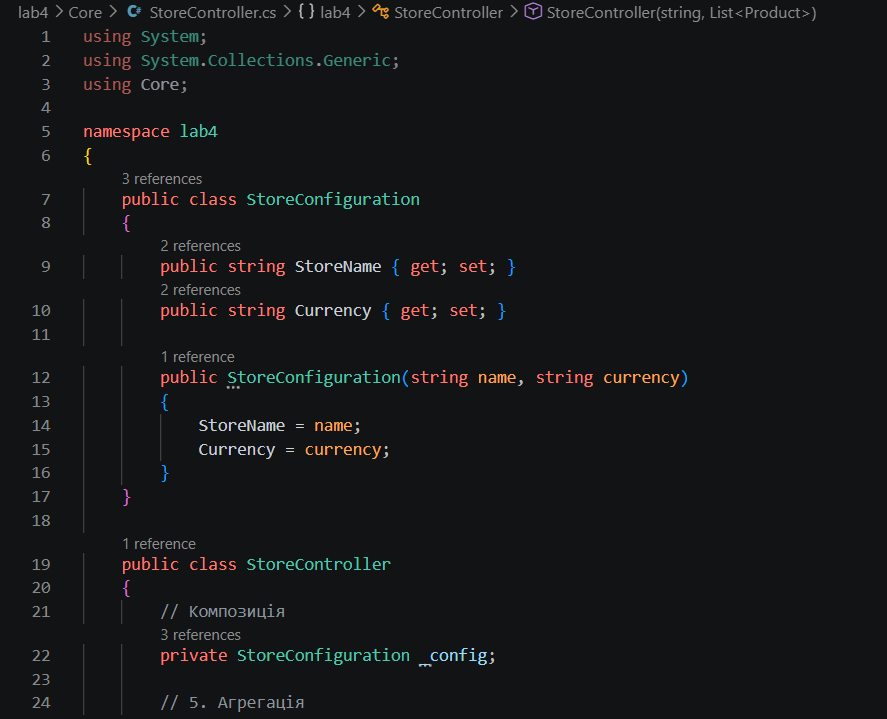 lab4 > Core > StoreController.cs > {} lab4 > StoreController > StoreController(string, List<Product>)
1 using System;
2 using System.Collections.Generic;
3 using Core;
4
5 namespace lab4
6 {
3 references
7 public class StoreConfiguration
8 {
2 references
9 public string StoreName { get; set; }
2 references
10 public string Currency { get; set; }
11
1 reference
12 public StoreConfiguration(string name, string currency)
13 {
14 StoreName = name;
15 Currency = currency;
16 }
17 }
18
1 reference
19 public class StoreController
20 {
21 // Композиція
3 references
22 private StoreConfiguration _config;
23
24 // 5. Агрегація